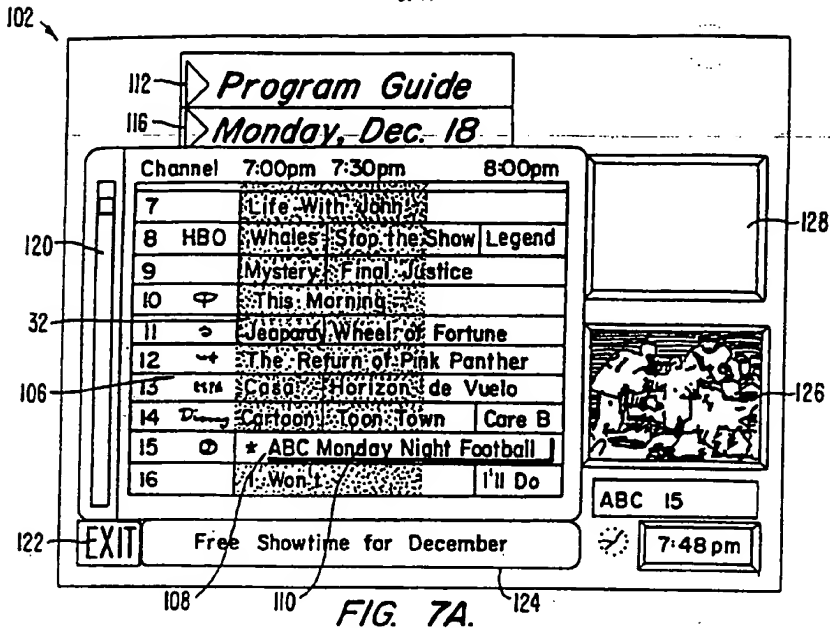 102
112 Program Guide
116 Monday, Dec. 18
Channel 7:00pm 7:30pm 8:00pm
7 Life With John
8 HBO Whales Stop the Show Legend
9 Mystery Final Justice
10 This Morning
11 Jeopardy Wheel of Fortune
12 The Return of Pink Panther
13 Casa Horizon de Vuelo
14 Disney Cartoon Toon Town Care B
15 * ABC Monday Night Football
16 I Won't I'll Do
120
32
106
128
126
ABC 15
122 EXIT Free Showtime for December 7:48 pm
108 110 124
FIG. 7A.